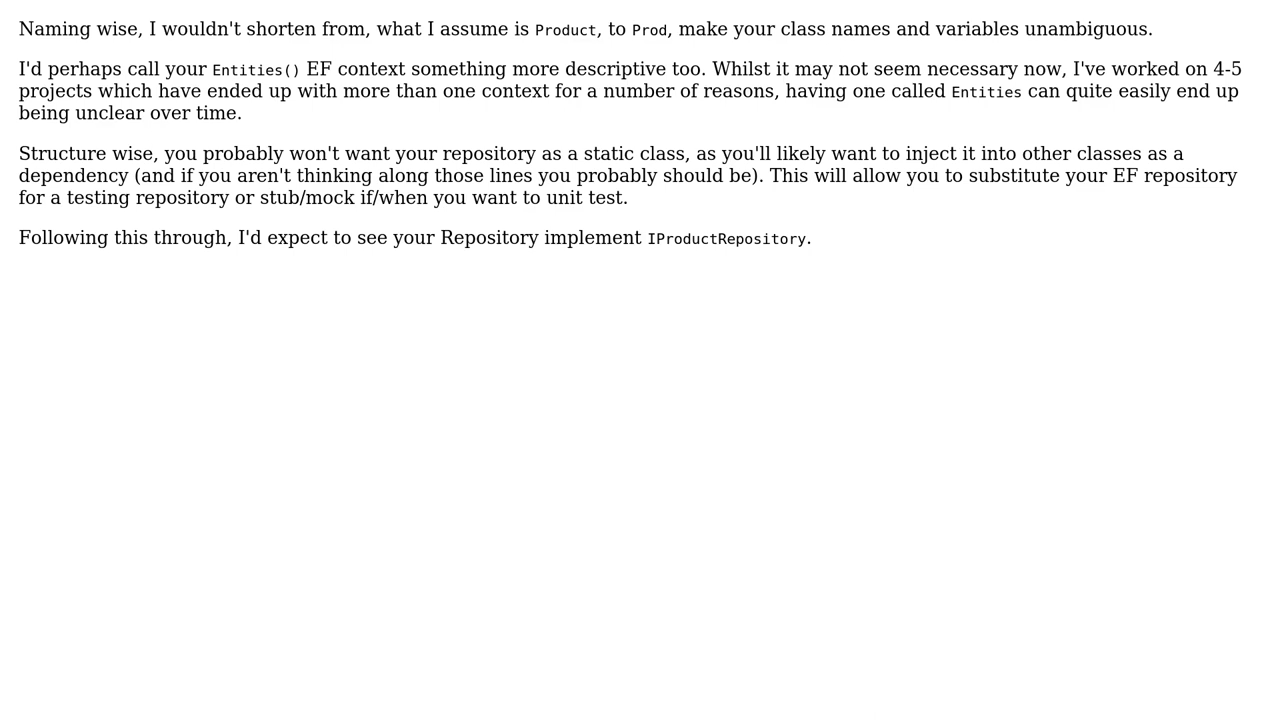 Naming wise, I wouldn't shorten from, what I assume is Product, to Prod, make your class names and variables unambiguous.
I'd perhaps call your Entities() EF context something more descriptive too. Whilst it may not seem necessary now, I've worked on 4-5
projects which have ended up with more than one context for a number of reasons, having one called Entities can quite easily end up
being unclear over time.
Structure wise, you probably won't want your repository as a static class, as you'll likely want to inject it into other classes as a
dependency (and if you aren't thinking along those lines you probably should be). This will allow you to substitute your EF repository
for a testing repository or stub/mock if/when you want to unit test.
Following this through, I'd expect to see your Repository implement IProductRepository.